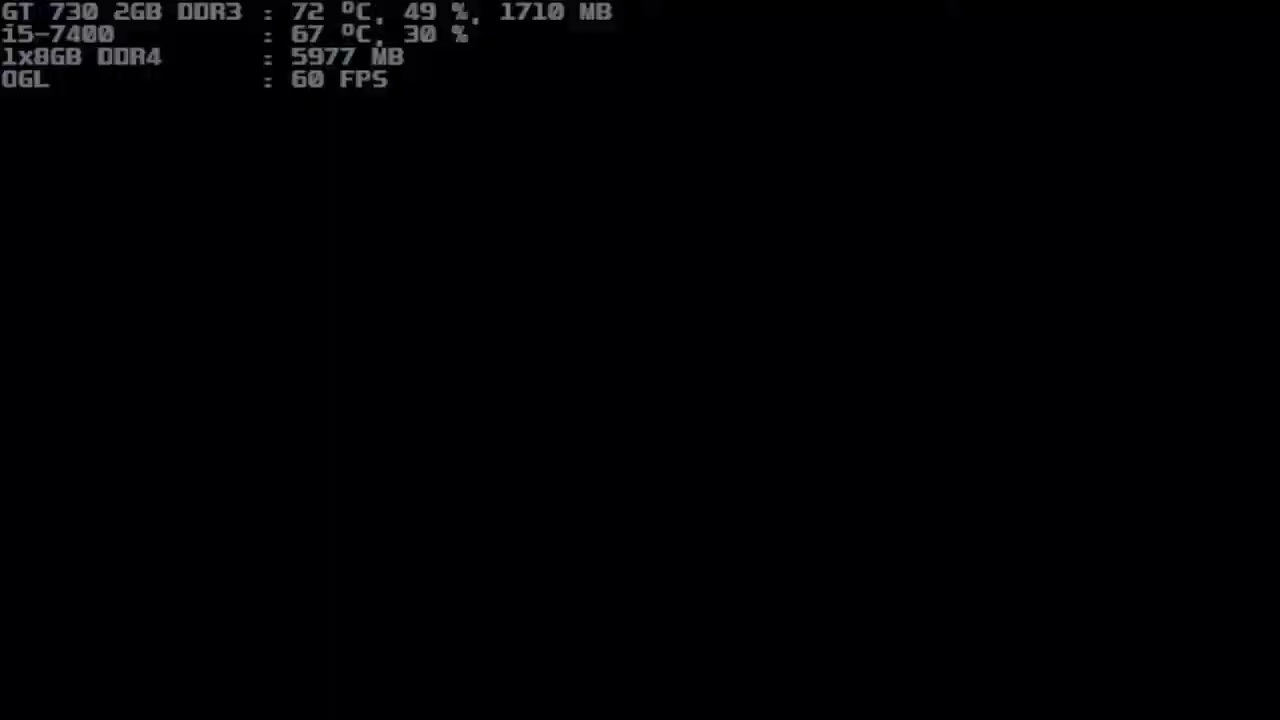 GT 730 2GB DDR3 : 72 ºC, 49 %, 1710 MB
i5-7400 : 67 ºC, 30 %
1x8GB DDR4 : 5977 MB
OGL : 60 FPS